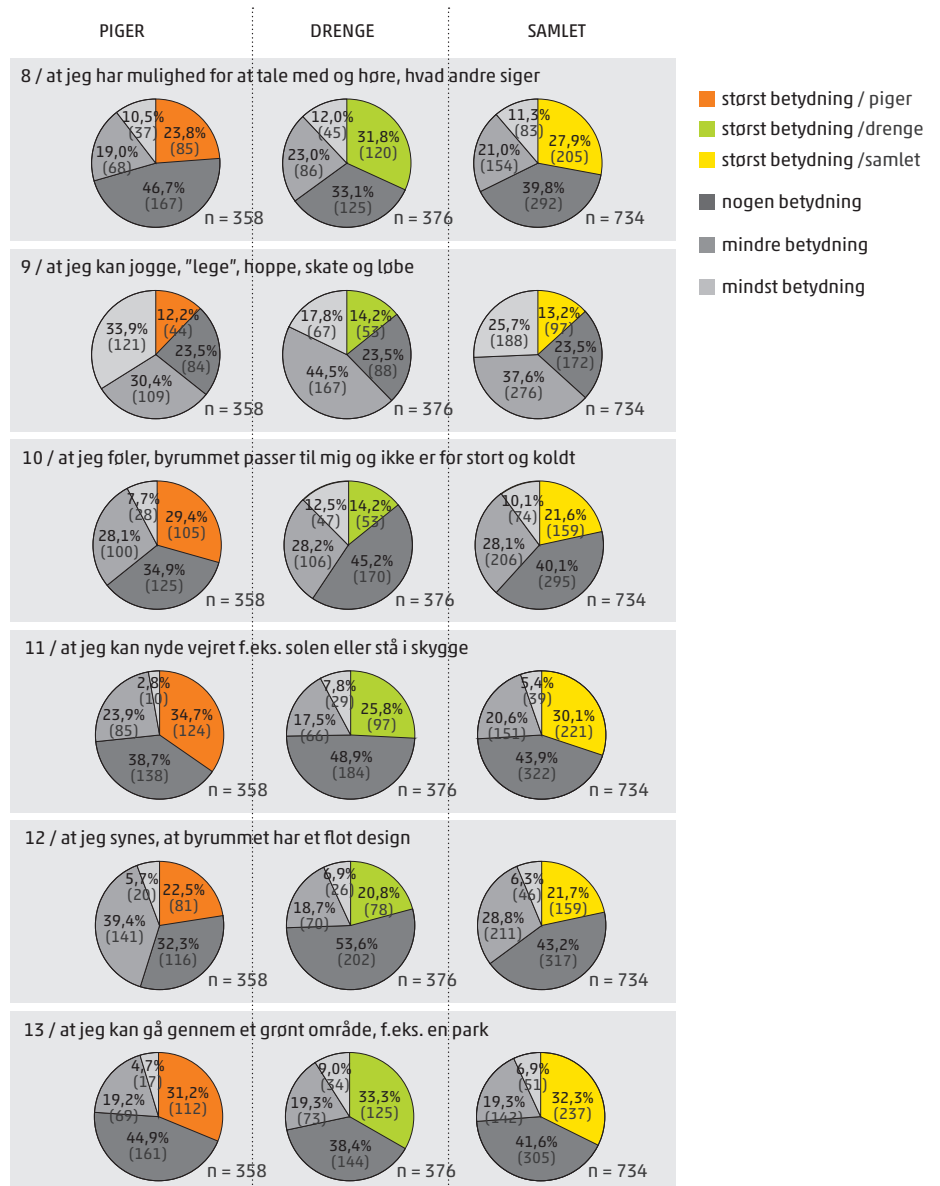 PIGER DRENGE SAMLET
8 / at jeg har mulighed for at tale med og høre, hvad andre siger
10,5% 23,8% 12,0% 31,8% 11,3% 27,9%
(37) (85) (45) (120) (83) (205)
19,0% 23,0% 21,0%
(68) (86) (154)
46,7% 33,1% 39,8%
(167) (125) (292)
n = 358 n = 376 n = 734
størst betydning / piger
størst betydning /drenge
størst betydning /samlet
nogen betydning
mindre betydning
mindst betydning
9 / at jeg kan jogge, ”lege”, hoppe, skate og løbe
33,9% 12,2% 17,8% 14,2% 25,7% 13,2%
(121) (44) (67) (53) (188) (97)
23,5% 23,5% 23,5%
(84) (88) (172)
30,4% 44,5% 37,6%
(109) (167) (276)
n = 358 n = 376 n = 734
10 / at jeg føler, byrummet passer til mig og ikke er for stort og koldt
7,7% 29,4% 12,5% 14,2% 10,1% 21,6%
(28) (105) (47) (53) (74) (159)
28,1% 28,2% 28,1%
(100) (106) (206)
34,9% 45,2% 40,1%
(125) (170) (295)
n = 358 n = 376 n = 734
11 / at jeg kan nyde vejret f.eks. solen eller stå i skygge
2,8% 34,7% 7,8% 25,8% 5,4% 30,1%
(10) (124) (29) (97) (39) (221)
23,9% 17,5% 20,6%
(85) (66) (151)
38,7% 48,9% 43,9%
(138) (184) (322)
n = 358 n = 376 n = 734
12 / at jeg synes, at byrummet har et flot design
5,7% 22,5% 6,9% 20,8% 6,3% 21,7%
(20) (81) (26) (78) (46) (159)
39,4% 18,7% 28,8%
(141) (70) (211)
32,3% 53,6% 43,2%
(116) (202) (317)
n = 358 n = 376 n = 734
13 / at jeg kan gå gennem et grønt område, f.eks. en park
4,7% 31,2% 9,0% 33,3% 6,9% 32,3%
(17) (112) (34) (125) (51) (237)
19,2% 19,3% 19,3%
(69) (73) (142)
44,9% 38,4% 41,6%
(161) (144) (305)
n = 358 n = 376 n = 734